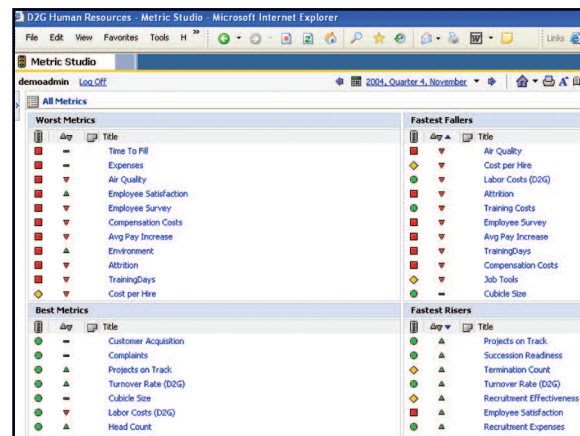 D2G Human Resources - Metric Studio - Microsoft Internet Explorer
File Edit View Favorites Tools H »
Links
Metric Studio
demoadmin Log Off 2004, Quarter 4, November
All Metrics
Worst Metrics
Title
Time To Fill
Expenses
Air Quality
Employee Satisfaction
Employee Survey
Compensation Costs
Avg Pay Increase
Environment
Attrition
TrainingDays
Cost per Hire
Fastest Fallers
Title
Air Quality
Cost per Hire
Labor Costs (D2G)
Attrition
Training Costs
Employee Survey
Avg Pay Increase
TrainingDays
Compensation Costs
Job Tools
Cubicle Size
Best Metrics
Title
Customer Acquisition
Complaints
Projects on Track
Turnover Rate (D2G)
Cubicle Size
Labor Costs (D2G)
Head Count
Fastest Risers
Title
Projects on Track
Succession Readiness
Termination Count
Turnover Rate (D2G)
Recruitment Effectiveness
Employee Satisfaction
Recruitment Expenses